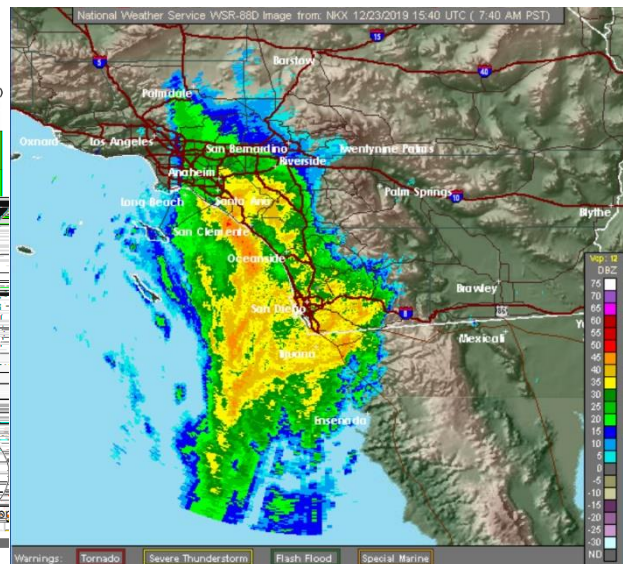 National Weather Service WSR-88D Image from: NKX 12/23/2019 15:40 UTC ( 7:40 AM PST)
15
5
Barstow
40
Palmdale
Oxnard
Los Angeles
San Bernardino
Twentynine Palms
Riverside
Anaheim
Palm Springs
10
Long Beach
Santa Ana
Blythe
San Clemente
Oceanside
Vcp: 12
DBZ
Brawley
75
70
San Diego
8
65
60
Mexicali
55
50
Tijuana
45
40
35
30
25
Ensenada
20
15
10
5
0
-5
-10
-15
-20
-25
-30
ND
Warnings: Tornado Severe Thunderstorm Flash Flood Special Marine